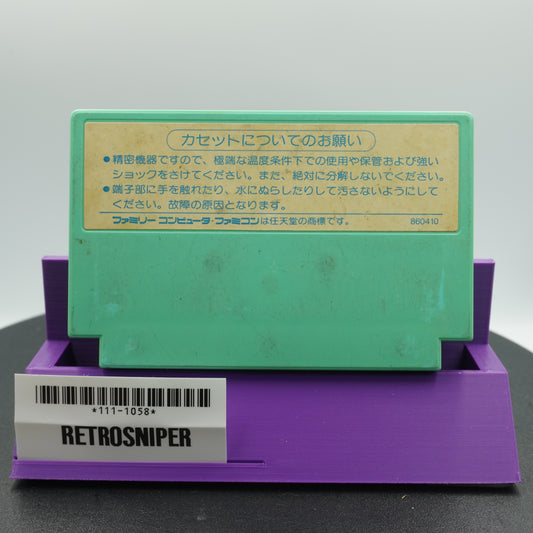 カセットについてのお願い
●精密機器ですので、極端な温度条件下での使用や保管および強い
ショックをさけてください。また、絶対に分解しないでください。
●端子部に手を触れたり、水にぬらしたりして汚さないようにして
ください。故障の原因となります。
ファミリーコンピュータ・ファミコンは任天堂の商標です。 860410
*111-1058*
RETROSNIPER